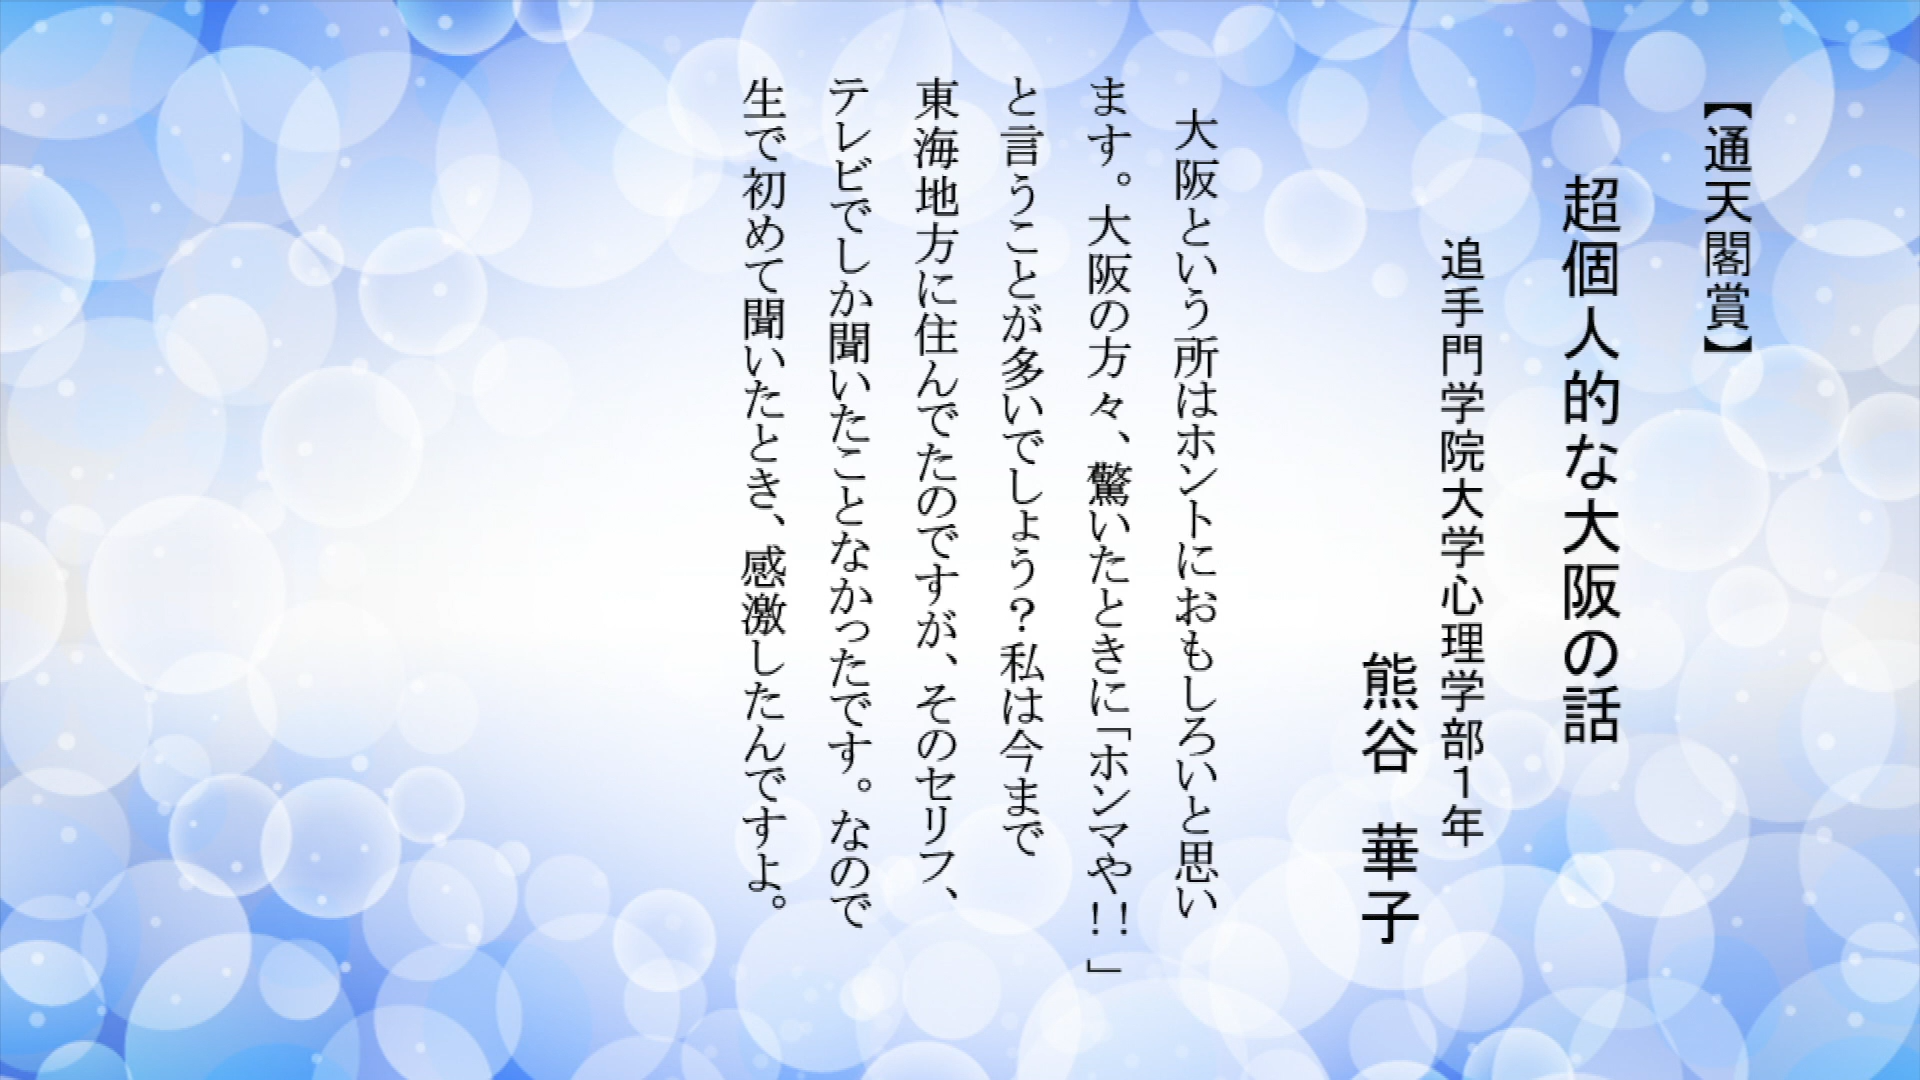 【通天閣賞】
超個人的な大阪の話
追手門学院大学心理学部１年
熊谷　華子
　大阪という所はホントにおもしろいと思い
ます。大阪の方々、驚いたときに「ホンマや!!」
と言うことが多いでしょう？私は今まで
東海地方に住んでたのですが、そのセリフ、
テレビでしか聞いたことなかったです。なので
生で初めて聞いたとき、感激したんですよ。